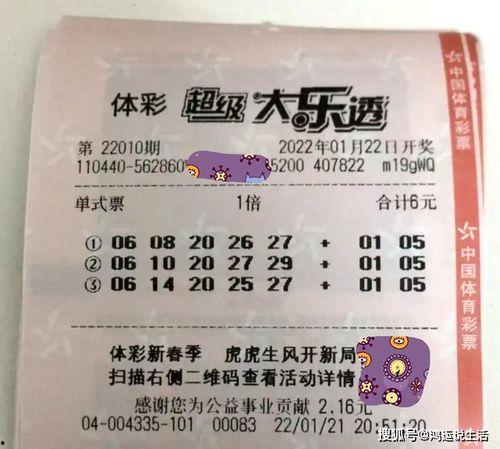 体彩 超级大乐透
第 22010期 2022年01月22日开奖
110440-562860 35200 407822 m19gWQ
单式票 1倍 合计6元
① 06 08 20 26 27 + 01 05
② 06 10 20 27 29 + 01 05
③ 06 14 20 25 27 + 01 05
体彩新春季 虎虎生风开新局
扫描右侧二维码查看活动详情
感谢您为公益事业贡献 2.16元
04-004335-101 00083 22/01/21 20:51:20
中国体育彩票
中国体育彩票
搜狐号@鸿运说生活